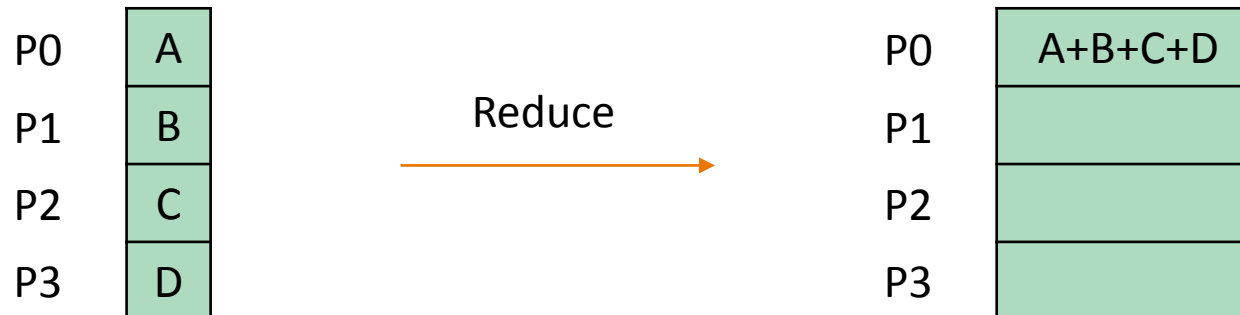 P0 A P0 A+B+C+D
P1 B Reduce P1
P2 C P2
P3 D P3